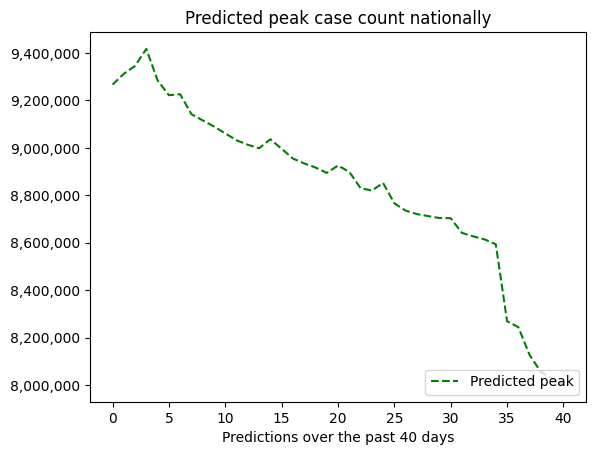 Predicted peak case count nationally
9,400,000
9,200,000
9,000,000
8,800,000
8,600,000
8,400,000
8,200,000
8,000,000
Predicted peak
0 5 10 15 20 25 30 35 40
Predictions over the past 40 days